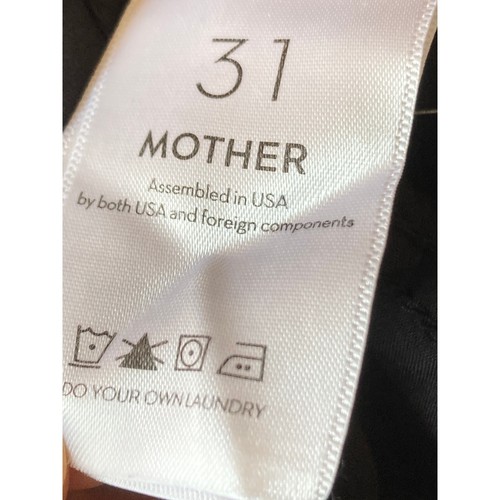 31
MOTHER
Assembled in USA
by both USA and foreign components
DO YOUR OWN LAUNDRY